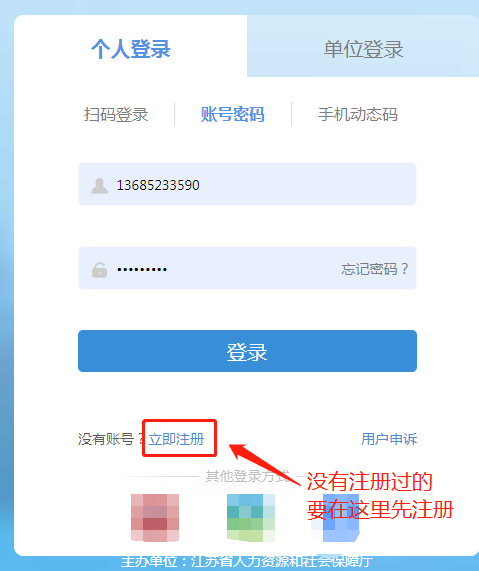 个人登录
单位登录
扫码登录
账号密码
手机动态码
13685233590
•••••••••
忘记密码？
登录
没有账号？立即注册
用户申诉
其他登录方式
没有注册过的
要在这里先注册
主办单位：江苏省人力资源和社会保障厅